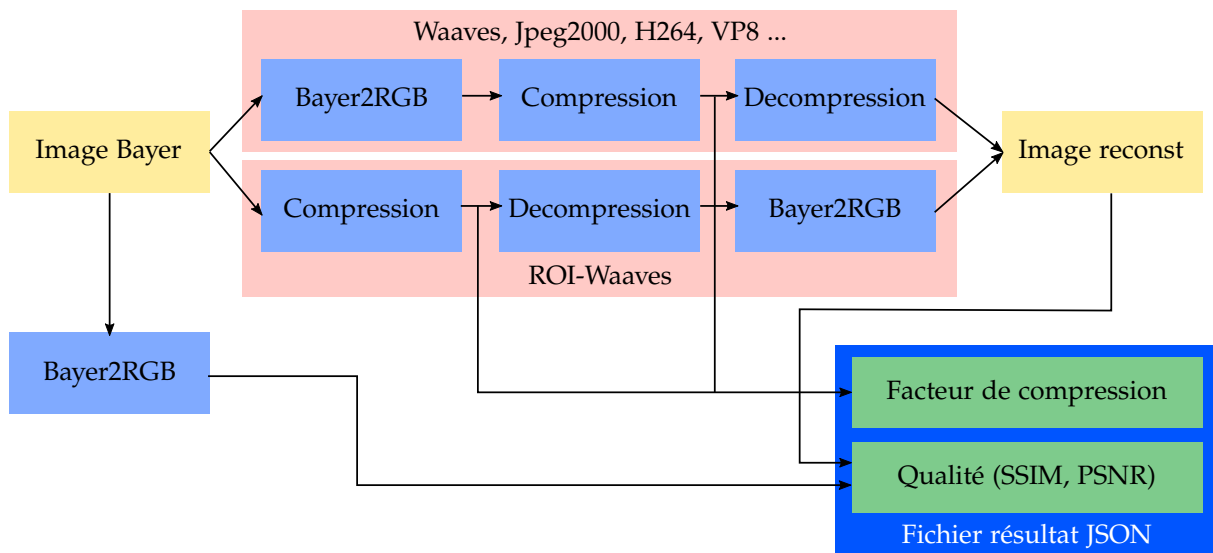 Waaves, Jpeg2000, H264, VP8 ...
Bayer2RGB
Compression
Decompression
Image Bayer
Image reconst
Compression
Decompression
Bayer2RGB
ROI-Waaves
Bayer2RGB
Facteur de compression
Qualité (SSIM, PSNR)
Fichier résultat JSON